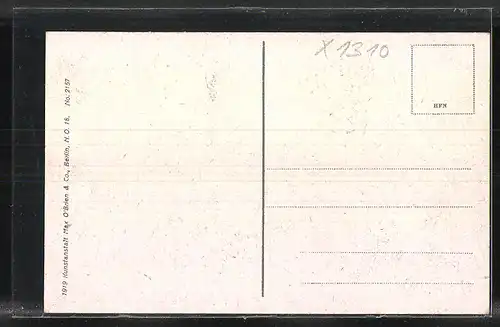 X 1310
HFN
1919 Kunstanstalt Max O'Brien & Co., Berlin, N.O. 18. No. 2157